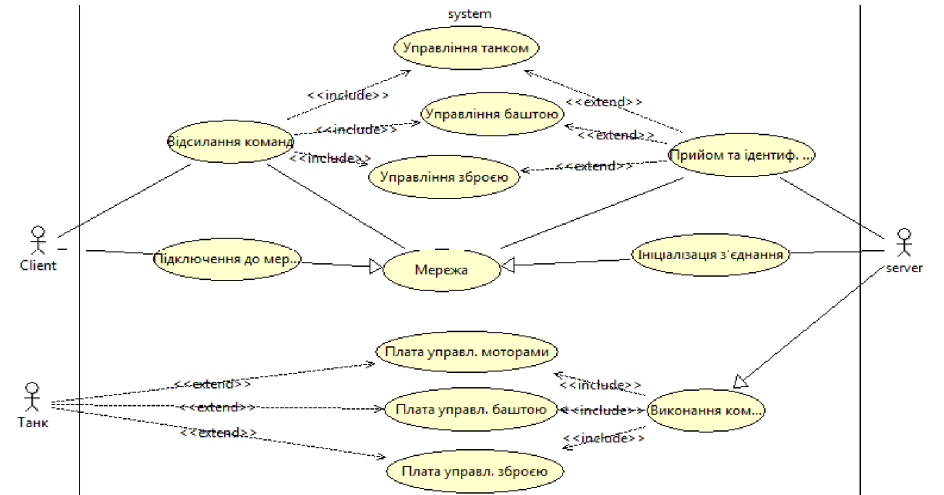 system
Управління танком
<<include>>
<<extend>>
Управління баштою
<<include>>
<<extend>>
Відсилання команд
<<include>>
<<extend>>
Прийом та ідентиф. ...
Управління зброєю
Client
Підключення до мер...
Мережа
Ініціалізація з'єднання
server
Плата управл. моторами
<<extend>>
<<include>>
Танк
<<extend>>
Плата управл. баштою
<<include>>
Виконання ком...
<<extend>>
<<include>>
Плата управл. зброєю